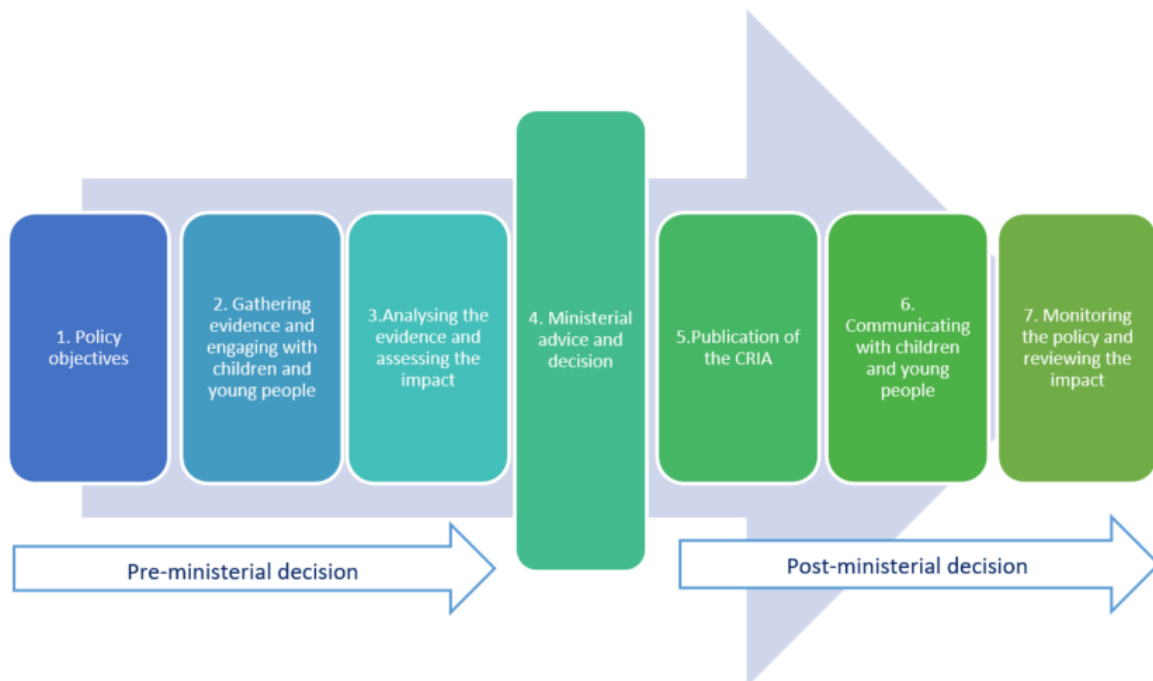 1. Policy
objectives
2. Gathering
evidence and
engaging with
children and
young people
3.Analysing the
evidence and
assessing the
impact
4. Ministerial
advice and
decision
5.Publication of
the CRIA
6.
Communicating
with children
and young
people
7. Monitoring
the policy and
reviewing the
impact
Pre-ministerial decision
Post-ministerial decision